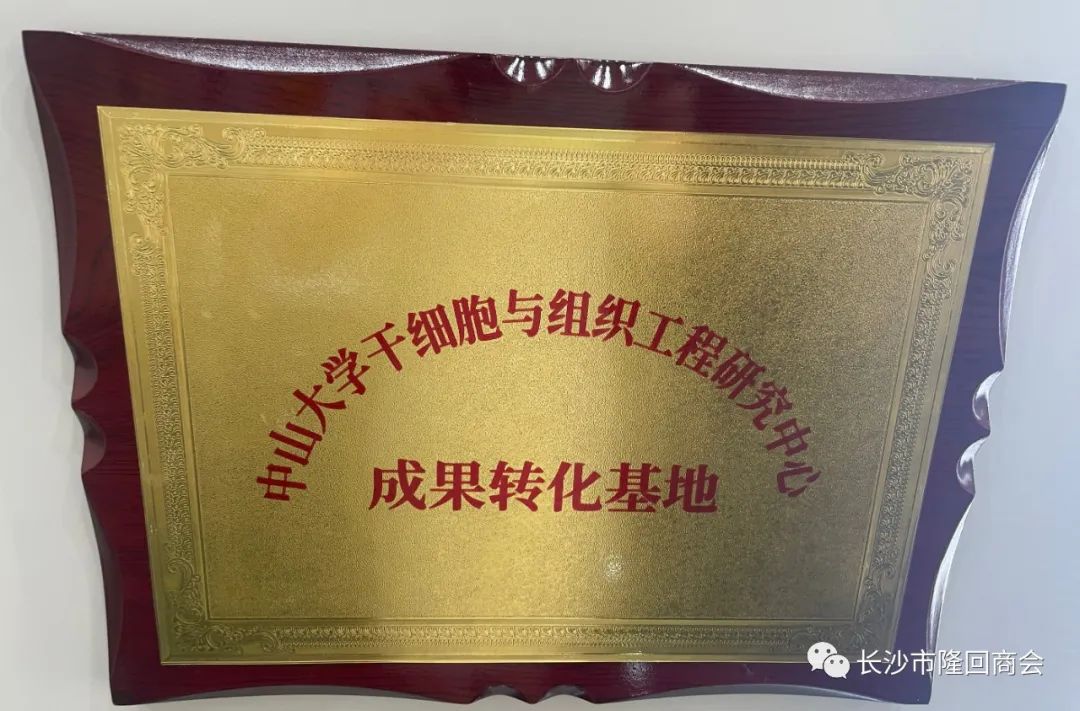 中山大学干细胞与组织工程研究中心
成果转化基地
长沙市隆回商会